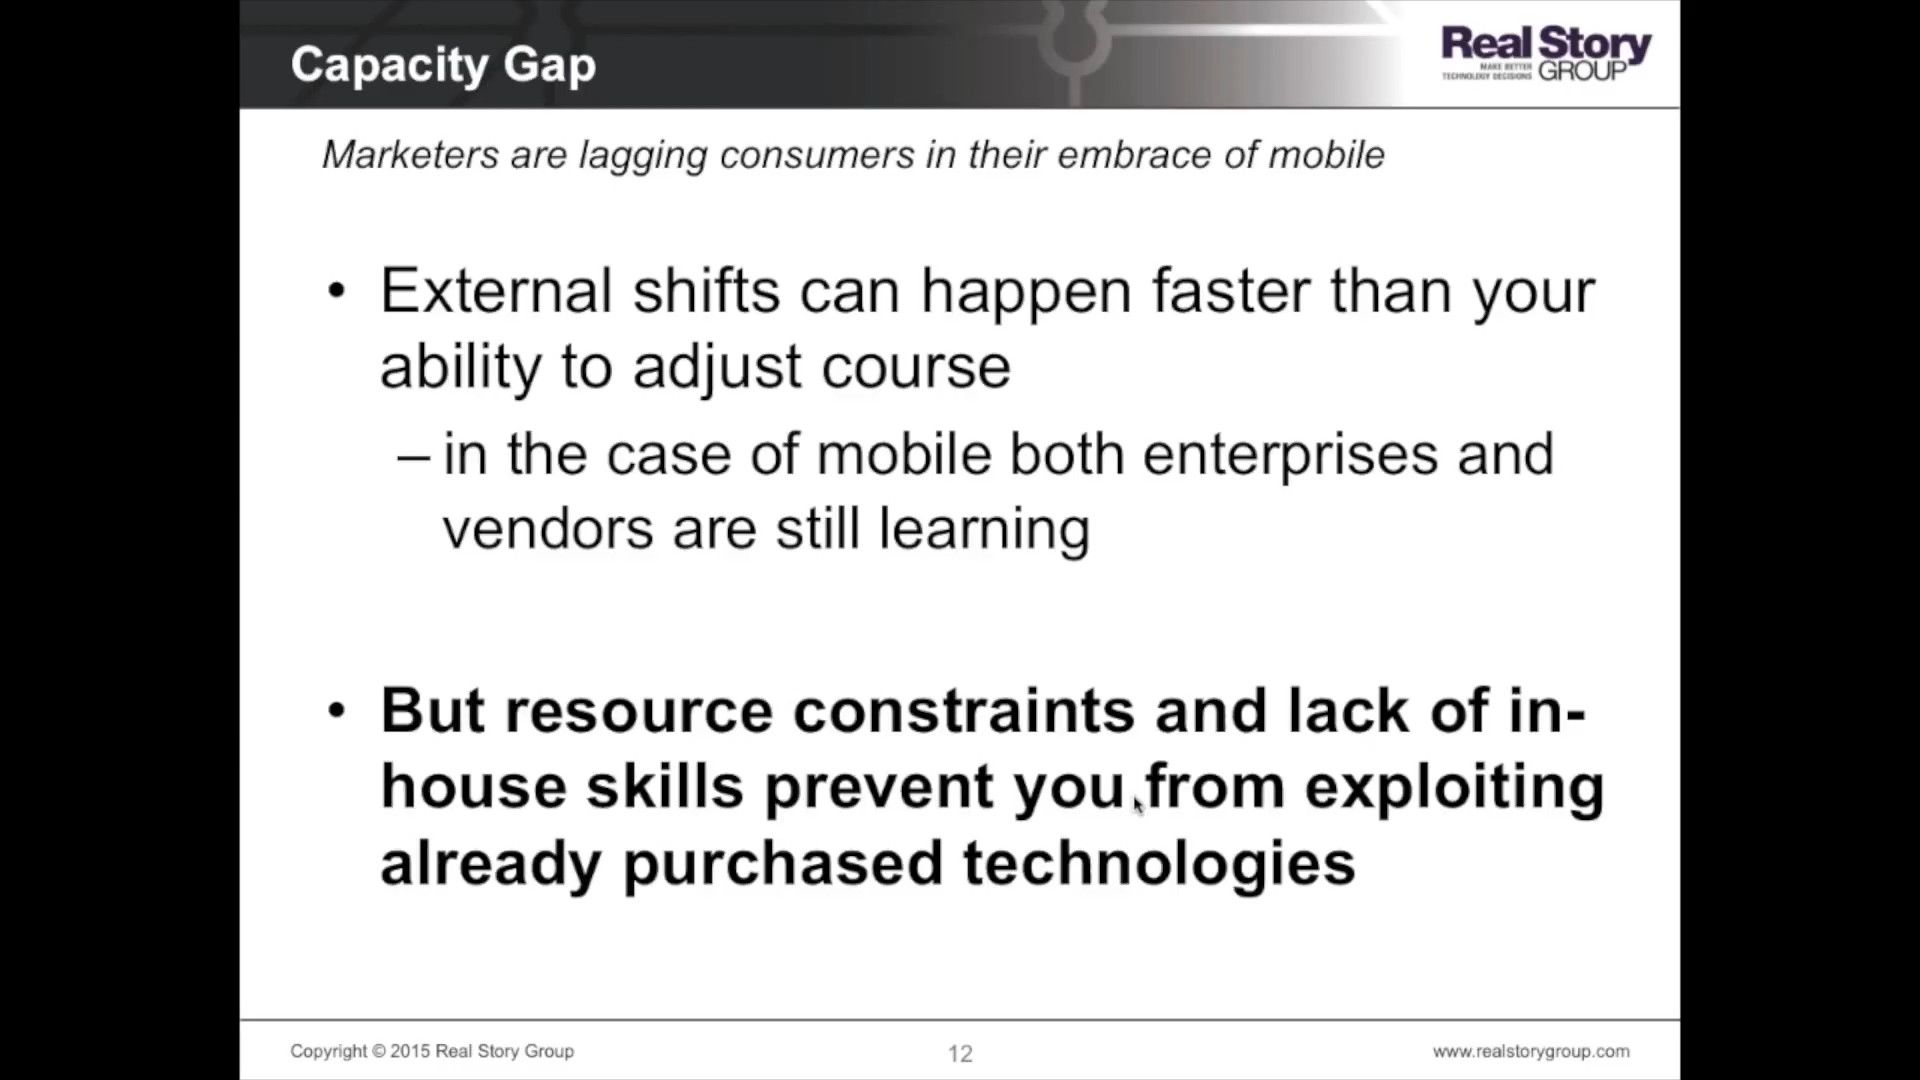 Capacity Gap
Real Story
MAKE BETTER
TECHNOLOGY DECISIONS
GROUP
Marketers are lagging consumers in their embrace of mobile
• External shifts can happen faster than your
ability to adjust course
– in the case of mobile both enterprises and
vendors are still learning
• But resource constraints and lack of in-
house skills prevent you from exploiting
already purchased technologies
Copyright © 2015 Real Story Group
12
www.realstorygroup.com